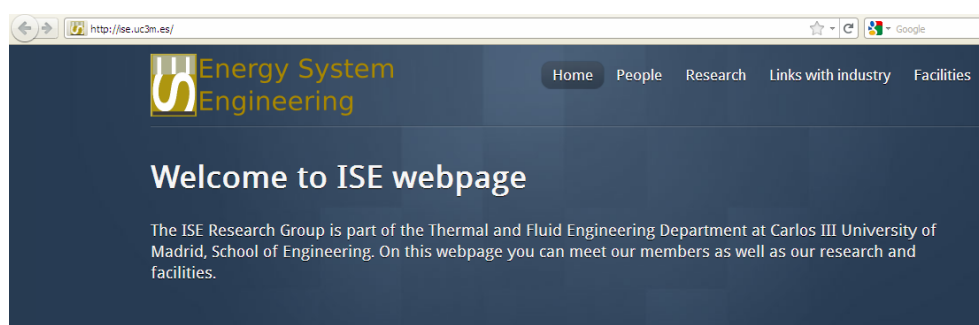 http://ise.uc3m.es/
Google
Energy System
Engineering
Home People Research Links with industry Facilities
Welcome to ISE webpage
The ISE Research Group is part of the Thermal and Fluid Engineering Department at Carlos III University of
Madrid, School of Engineering. On this webpage you can meet our members as well as our research and
facilities.